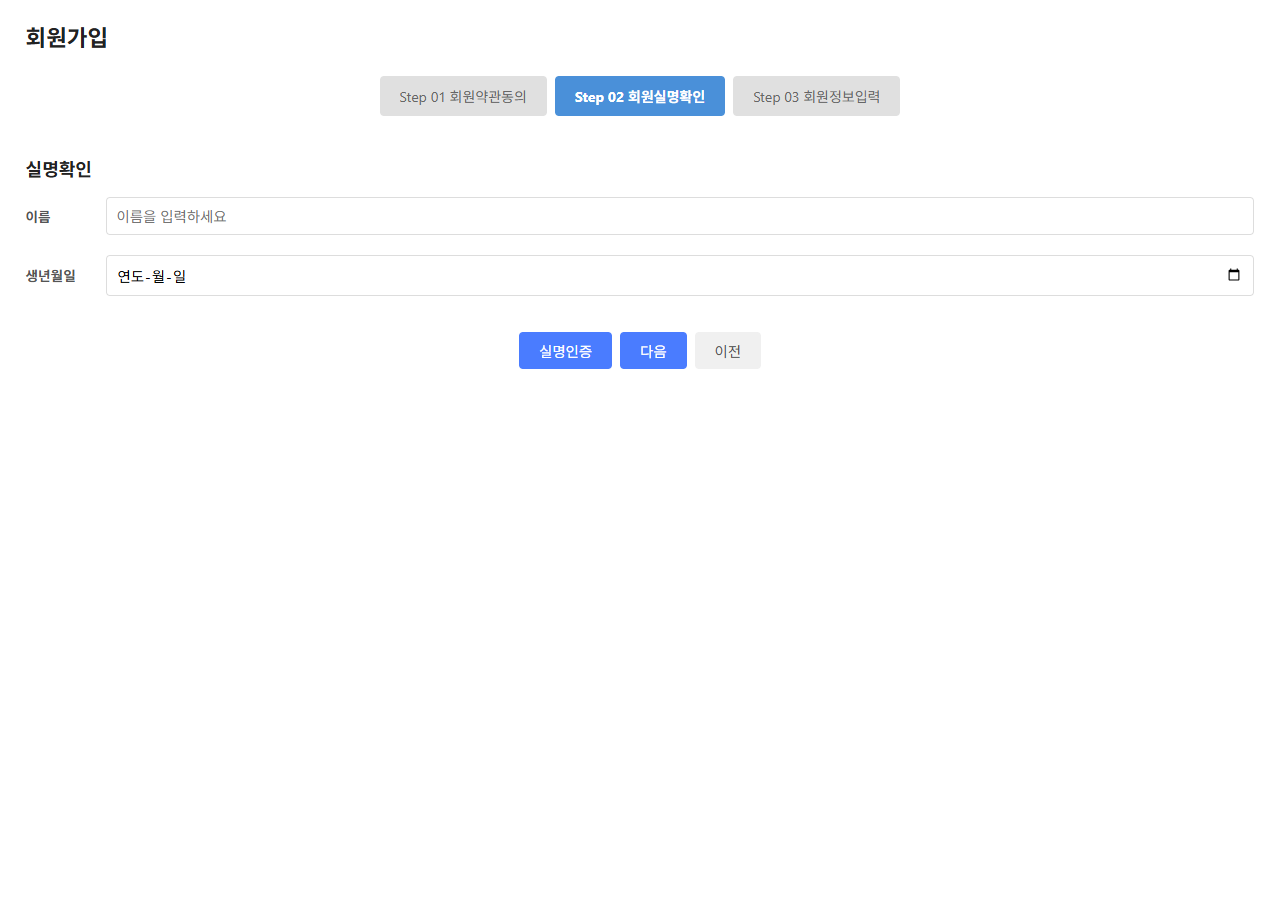 회원가입
Step 01 회원약관동의 Step 02 회원실명확인 Step 03 회원정보입력
실명확인
이름 이름을 입력하세요
생년월일 연도-월-일
실명인증 다음 이전